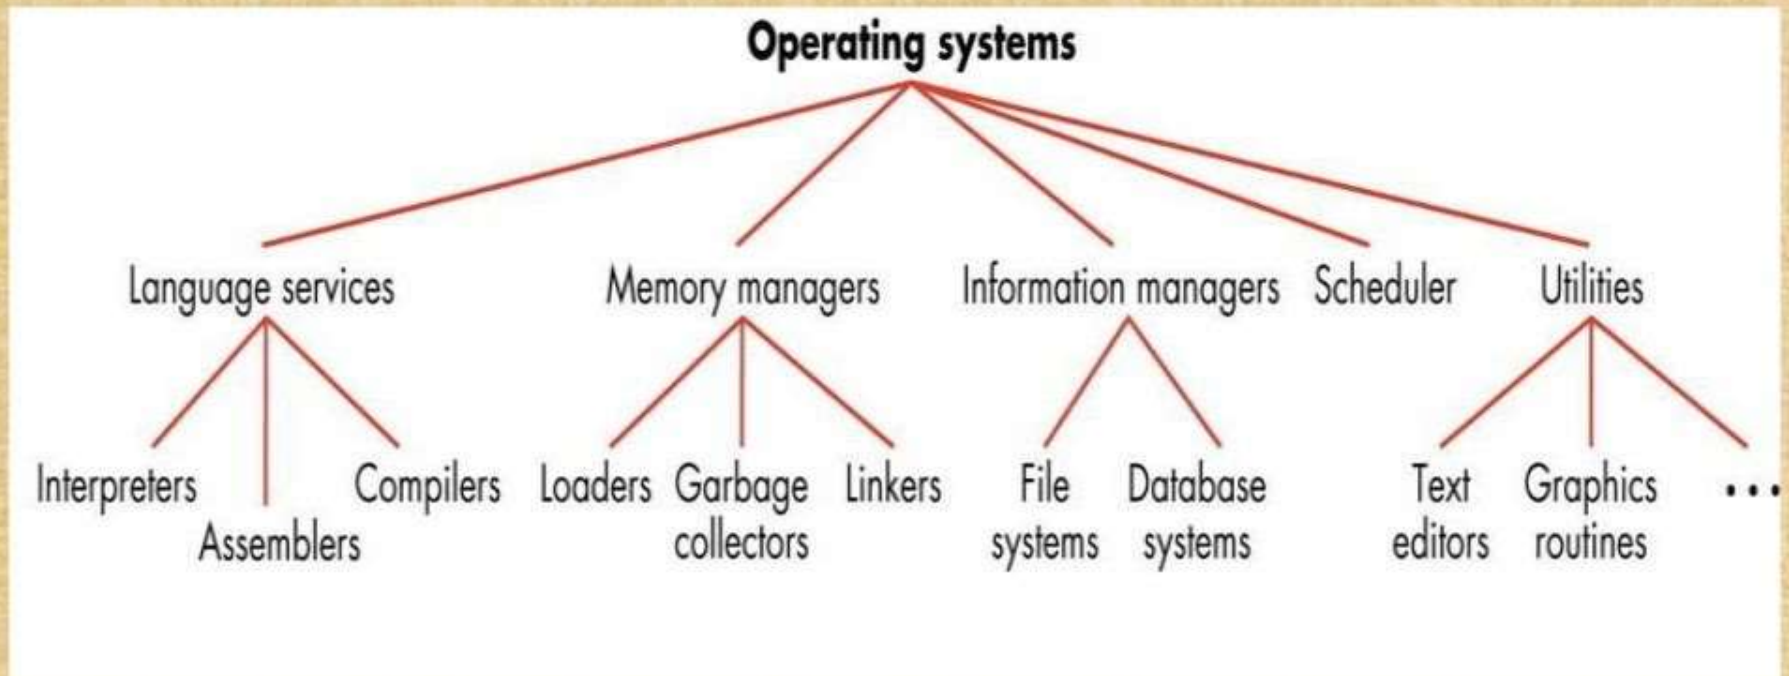 Operating systems
Language services Memory managers Information managers Scheduler Utilities
Interpreters Compilers Loaders Garbage Linkers File Database Text Graphics ...
Assemblers collectors systems systems editors routines